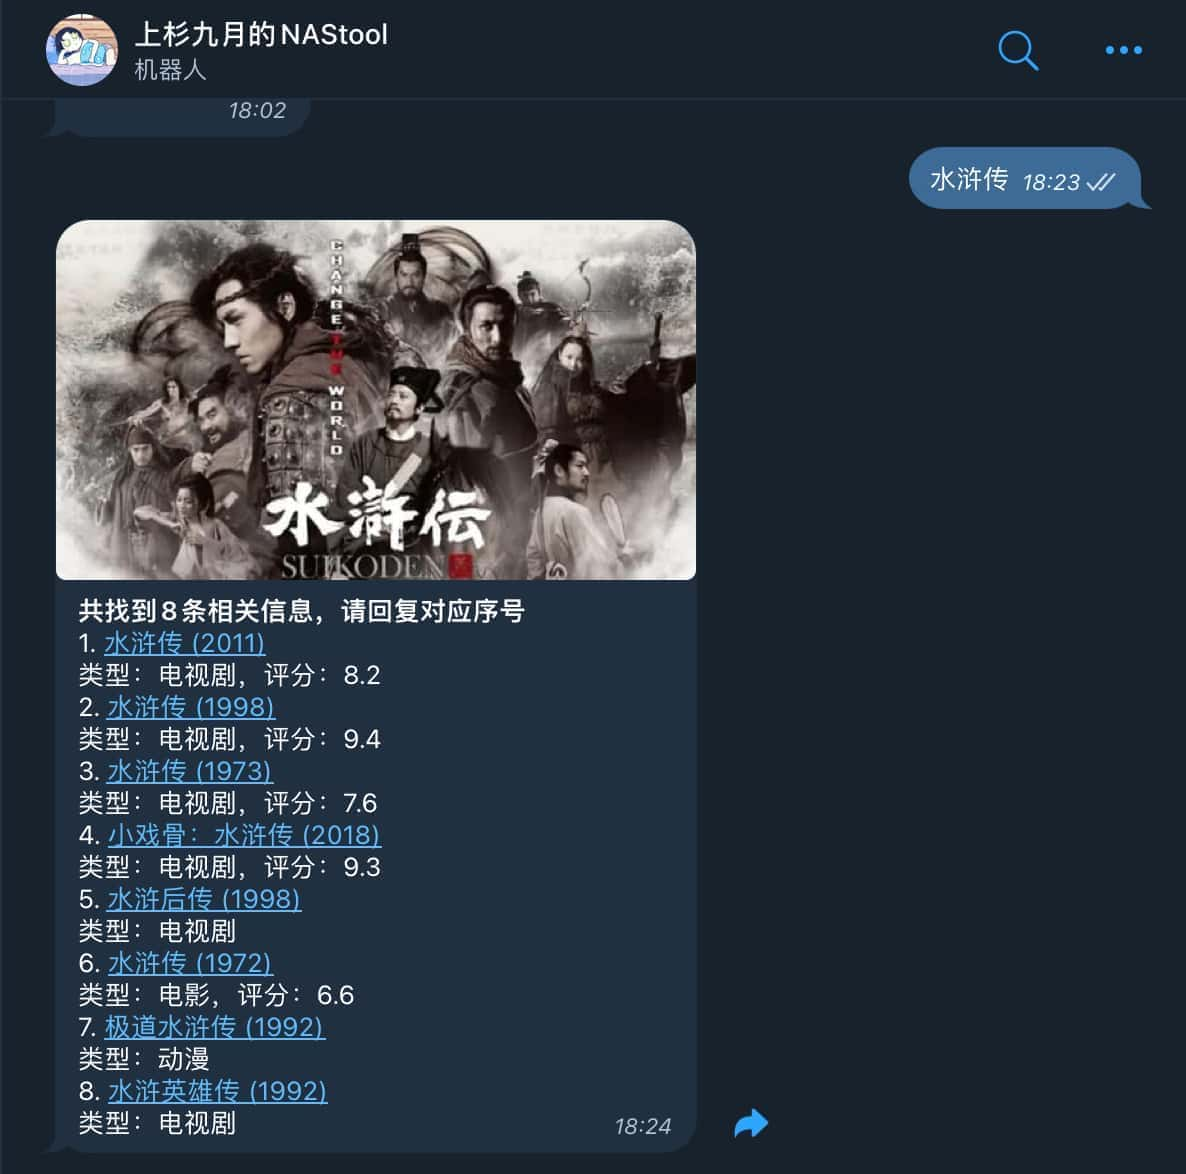 上杉九月的NAStool
机器人
18:02
水浒传 18:23
CHANGE THE WORLD
水滸伝
SUIKODEN
共找到8条相关信息，请回复对应序号
1. 水浒传 (2011)
类型：电视剧，评分：8.2
2. 水浒传 (1998)
类型：电视剧，评分：9.4
3. 水浒传 (1973)
类型：电视剧，评分：7.6
4. 小戏骨：水浒传 (2018)
类型：电视剧，评分：9.3
5. 水浒后传 (1998)
类型：电视剧
6. 水浒传 (1972)
类型：电影，评分：6.6
7. 极道水浒传 (1992)
类型：动漫
8. 水浒英雄传 (1992)
类型：电视剧
18:24